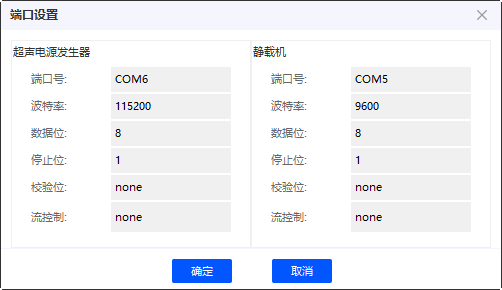 端口设置
超声电源发生器
端口号: COM6
波特率: 115200
数据位: 8
停止位: 1
校验位: none
流控制: none
静载机
端口号: COM5
波特率: 9600
数据位: 8
停止位: 1
校验位: none
流控制: none
确定
取消